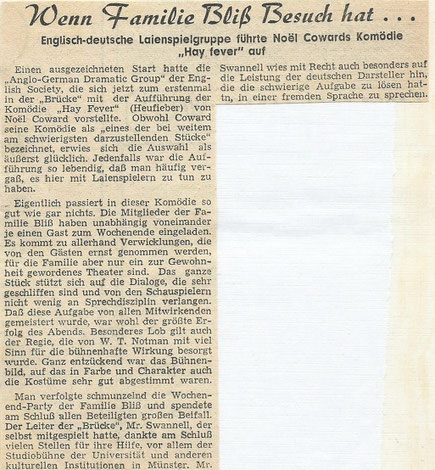 Wenn Familie Bliß Besuch hat ...
Englisch-deutsche Laienspielgruppe führte Noël Cowards Komödie
„Hay fever" auf
Einen ausgezeichneten Start hatte die
„Anglo-German Dramatic Group" der Eng-
lish Society, die sich jetzt zum erstenmal
in der „Brücke" mit der Aufführung der
Komödie „Hay Fever" (Heufieber) von
Noël Coward vorstellte. Obwohl Coward
seine Komödie als „eines der bei weitem
am schwierigsten darzustellenden Stücke"
bezeichnet, erwies sich die Auswahl als
äußerst glücklich. Jedenfalls war die Auf-
führung so lebendig, daß man häufig ver-
gaß, es hier mit Laienspielern zu tun zu
haben.
Eigentlich passiert in dieser Komödie so
gut wie gar nichts. Die Mitglieder der Fa-
milie Bliß haben unabhängig voneinander
je einen Gast zum Wochenende eingeladen.
Es kommt zu allerhand Verwicklungen, die
von den Gästen ernst genommen werden,
für die Familie aber nur ein zur Gewohn-
heit gewordenes Theater sind. Das ganze
Stück stützt sich auf die Dialoge, die sehr
geschliffen sind und von den Schauspielern
nicht wenig an Sprechdisziplin verlangen.
Daß diese Aufgabe von allen Mitwirkenden
gemeistert wurde, war wohl der größte Er-
folg des Abends. Besonderes Lob gilt auch
der Regie, die von W. T. Notman mit viel
Sinn für die bühnenhafte Wirkung besorgt
wurde. Ganz entzückend war das Bühnen-
bild, auf das in Farbe und Charakter auch
die Kostüme sehr gut abgestimmt waren.
Man verfolgte schmunzelnd die Wochen-
end-Party der Familie Bliß und spendete
am Schluß allen Beteiligten großen Beifall.
Der Leiter der „Brücke", Mr. Swannell, der
selbst mitgespielt hatte, dankte am Schluß
vielen Stellen für ihre Hilfe, vor allem der
Studiobühne der Universität und anderen
kulturellen Institutionen in Münster. Mr.
Swannell wies mit Recht auch besonders auf
die Leistung der deutschen Darsteller hin,
die die schwierige Aufgabe zu lösen hat-
ten, in einer fremden Sprache zu sprechen.